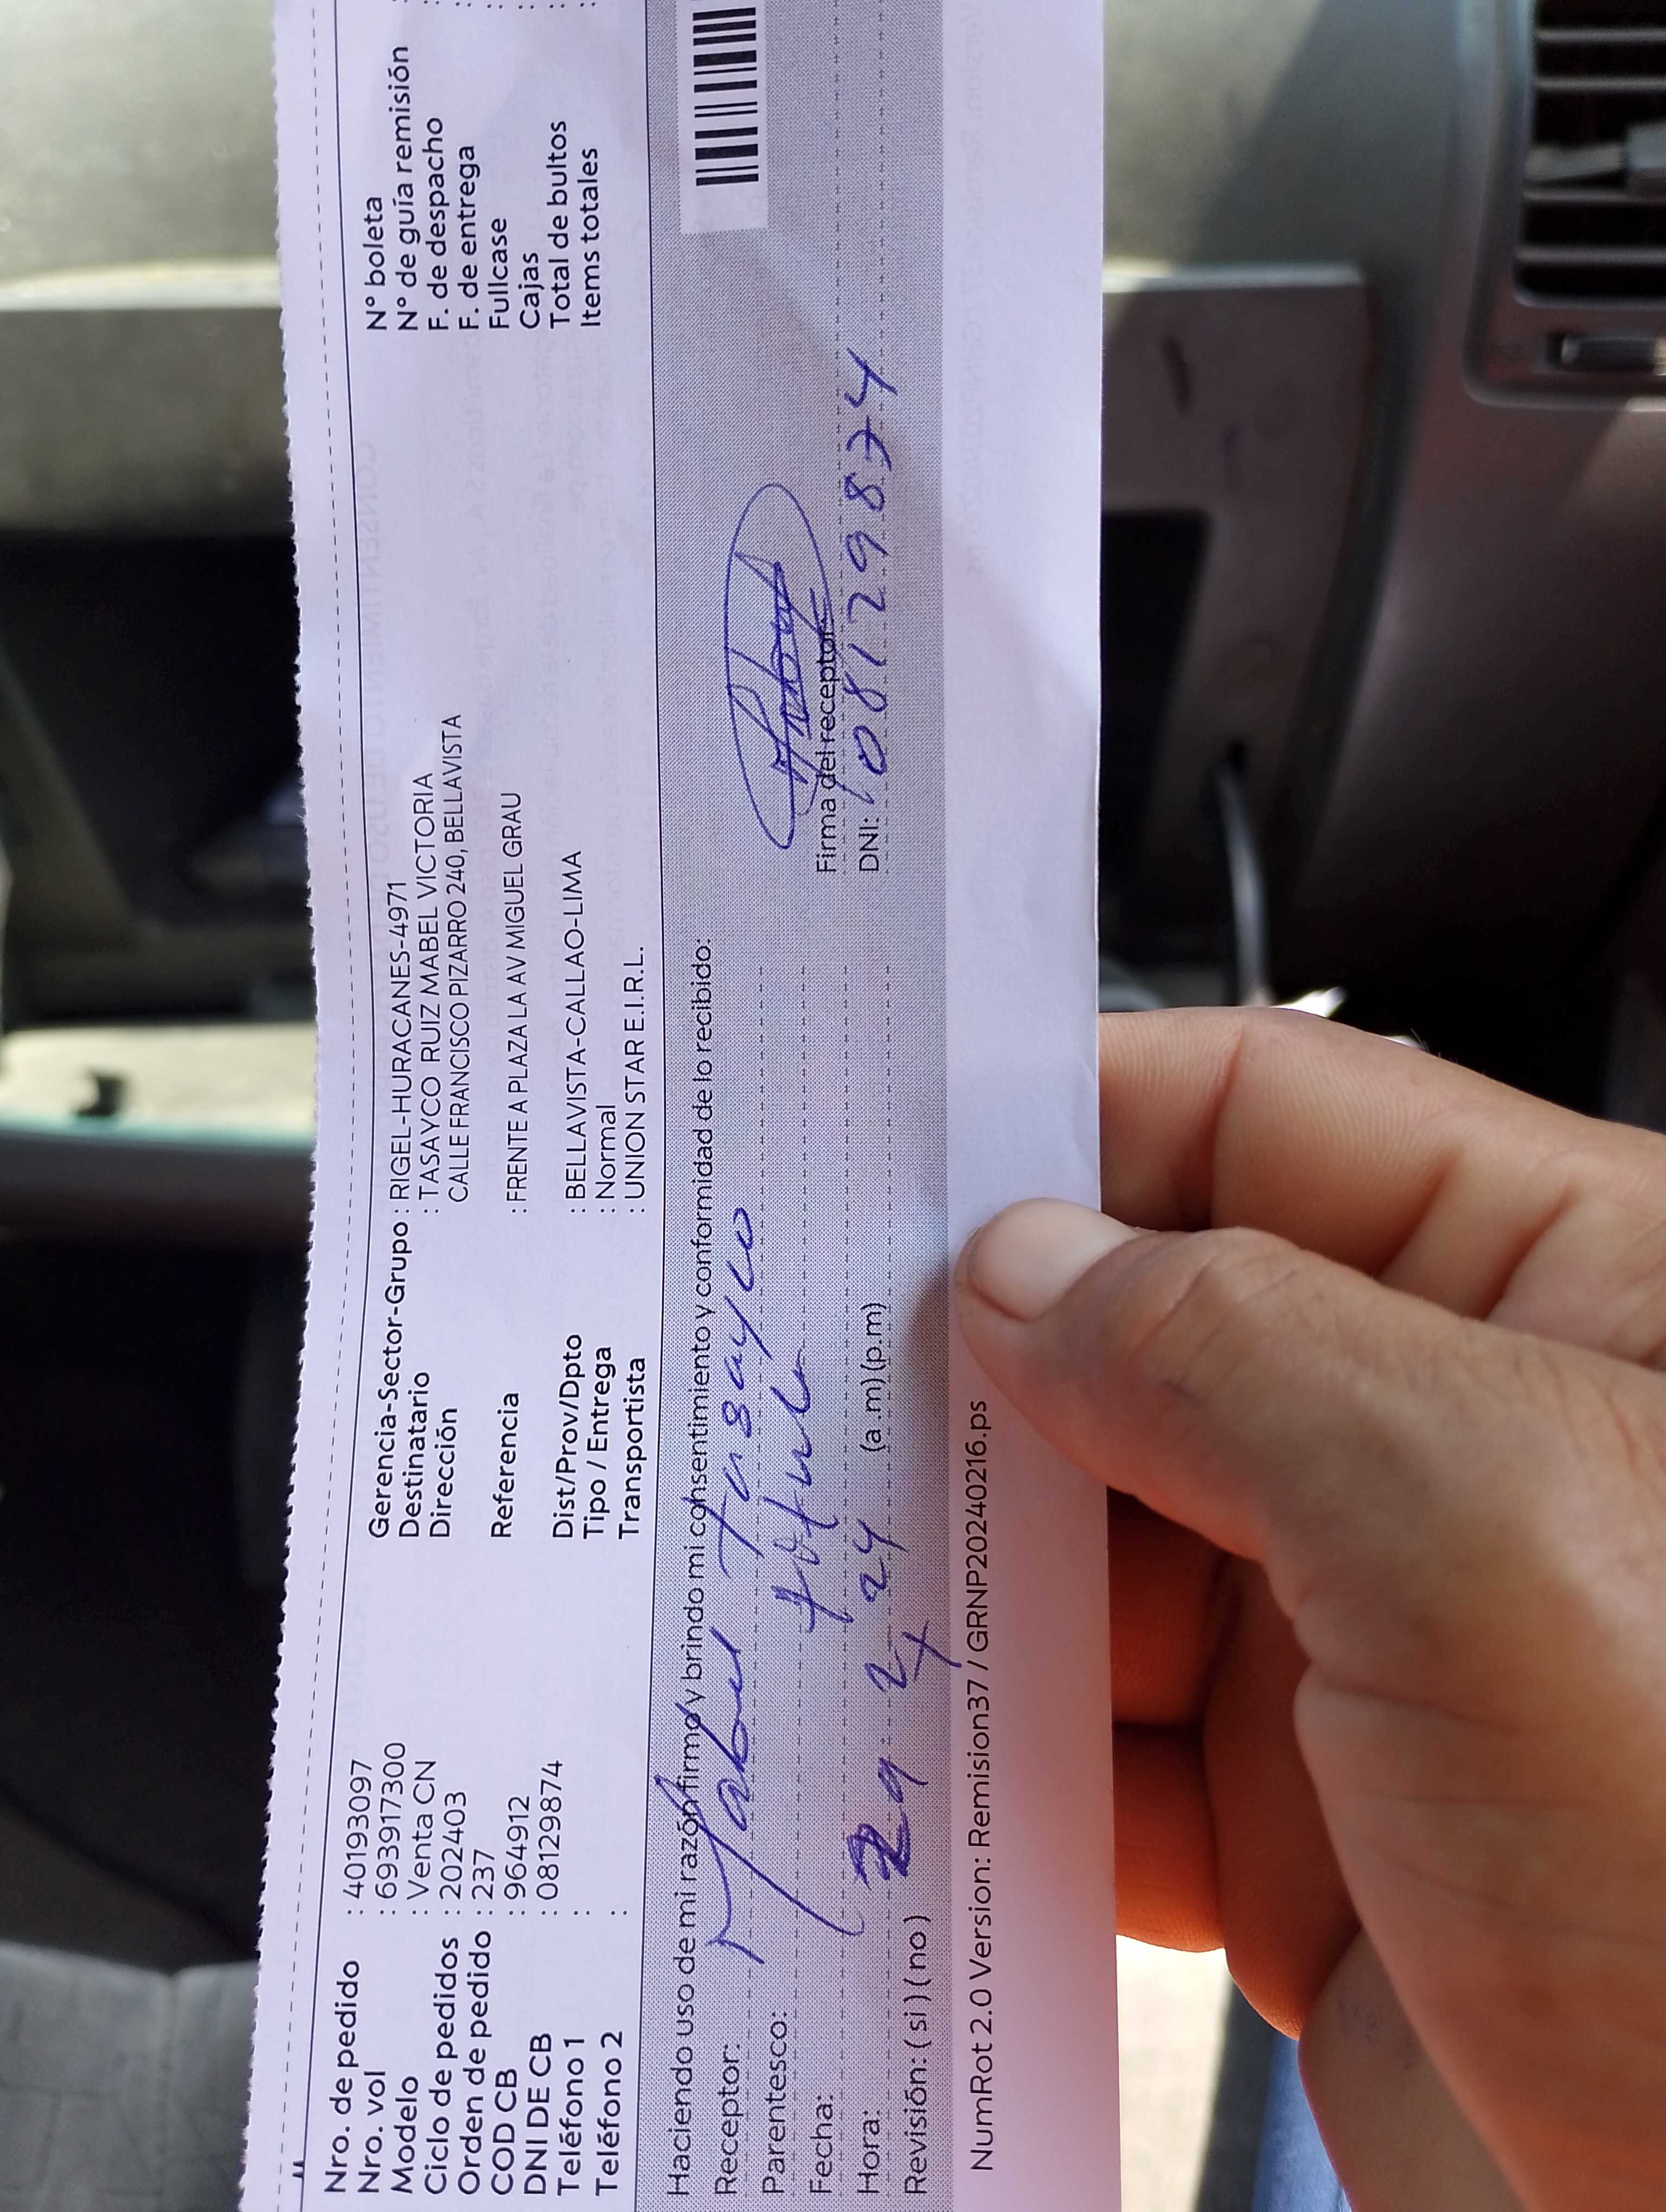 Nro. de pedido : 40193097
Nro. vol : 6939917300
Modelo : Venta CN
Ciclo de pedidos : 202403
Orden de pedido : 237
COD CB : 964912
DNI DE CB : 08129874
Teléfono 1 :
Teléfono 2 :
Gerencia-Sector-Grupo : RIGEL-HURACANES-4971
Destinatario : TASAYCO RUIZ MABEL VICTORIA
Dirección CALLE FRANCISCO PIZARRO 240, BELLAVISTA
Referencia : FRENTE A PLAZA LA AV MIGUEL GRAU
Dist/Prov/Dpto : BELLAVISTA-CALLAO-LIMA
Tipo / Entrega : Normal
Transportista : UNION STAR E.I.R.L.
N° boleta :
N° de guía remisión :
F. de despacho :
F. de entrega :
Fullcase :
Cajas :
Total de bultos :
Items totales :
Haciendo uso de mi razón firmo y brindo mi consentimiento y conformidad de lo recibido:
Receptor: Mabel Tasayco
Parentesco:
Fecha:
Hora: 24 (a.m) (p.m)
Revisión: ( si ) ( no )
Firma del receptor:
DNI: 08129874
NumRot 2.0 Version: Remision37 / GRNP20240216.ps